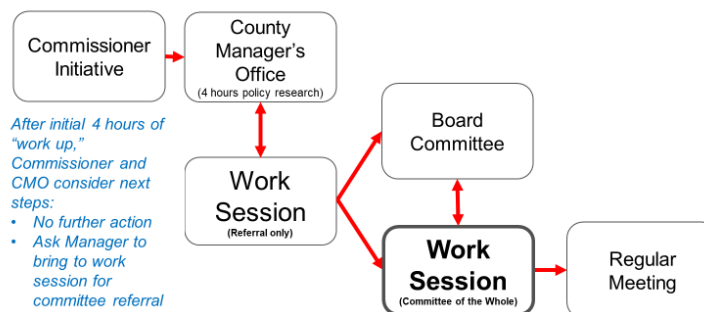 Commissioner
Initiative
County
Manager's
Office
(4 hours policy research)
After initial 4 hours of
“work up,”
Commissioner and
CMO consider next
steps:
• No further action
• Ask Manager to
bring to work
session for
committee referral
Work
Session
(Referral only)
Board
Committee
Work
Session
(Committee of the Whole)
Regular
Meeting